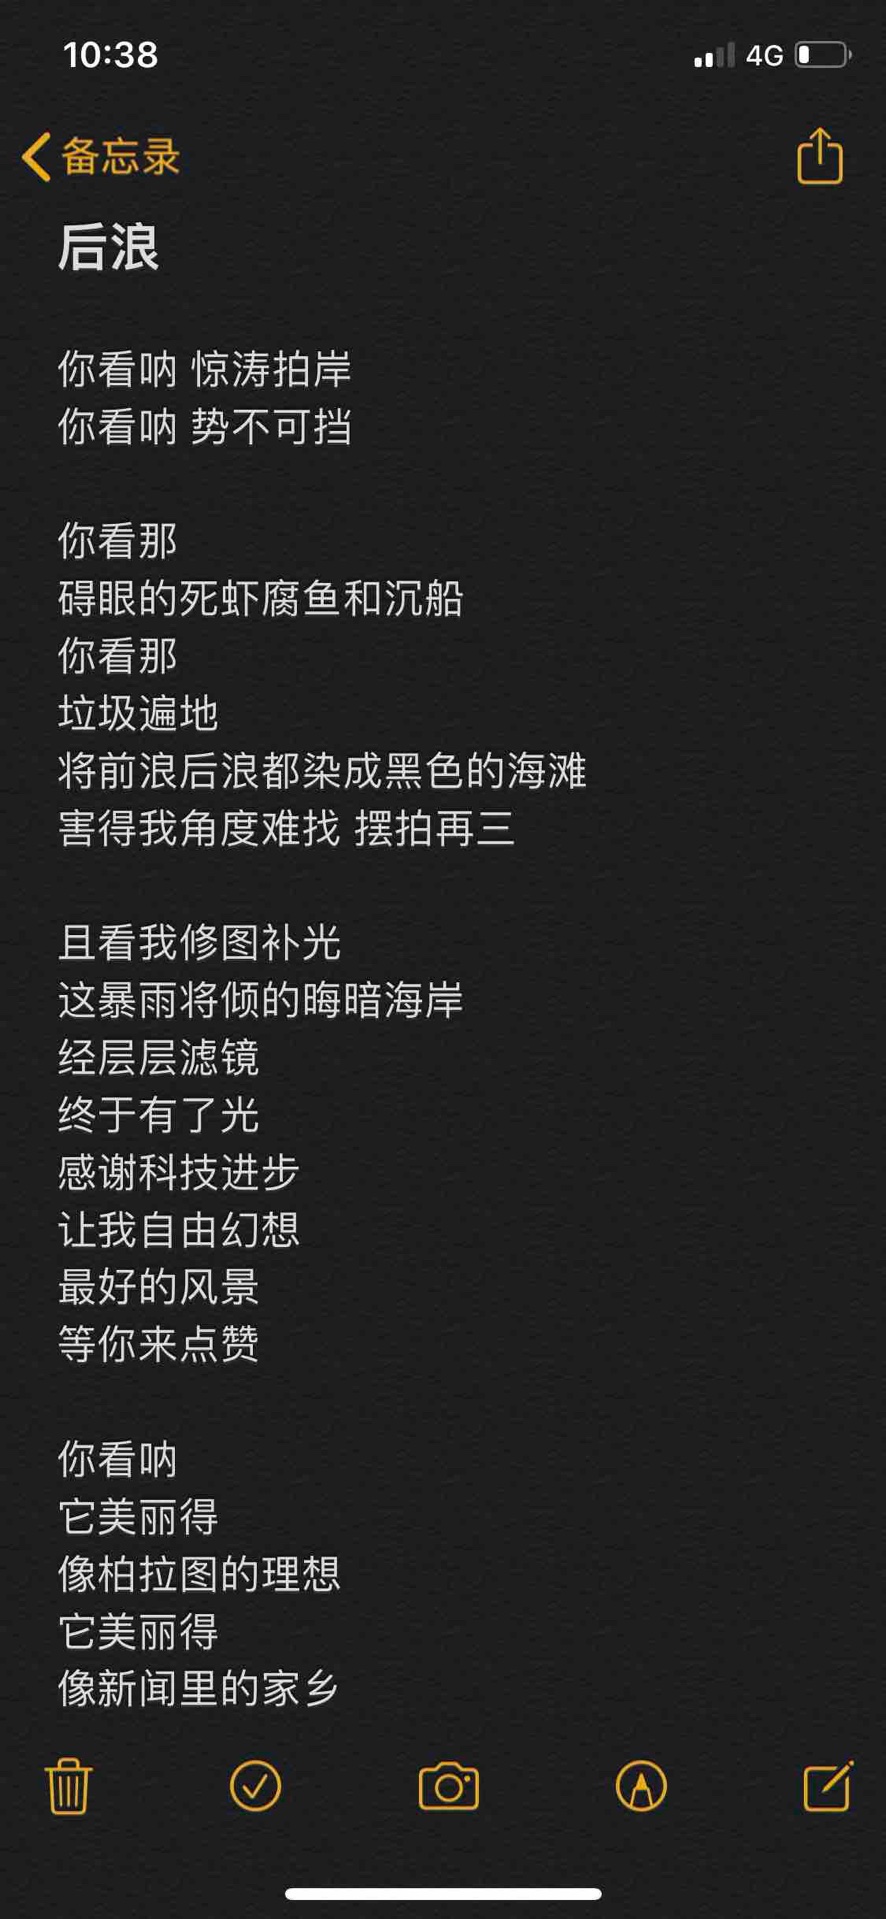 10:38
4G
备忘录
后浪
你看呐 惊涛拍岸
你看呐 势不可挡
你看那
碍眼的死虾腐鱼和沉船
你看那
垃圾遍地
将前浪后浪都染成黑色的海滩
害得我角度难找 摆拍再三
且看我修图补光
这暴雨将倾的晦暗海岸
经层层滤镜
终于有了光
感谢科技进步
让我自由幻想
最好的风景
等你来点赞
你看呐
它美丽得
像柏拉图的理想
它美丽得
像新闻里的家乡